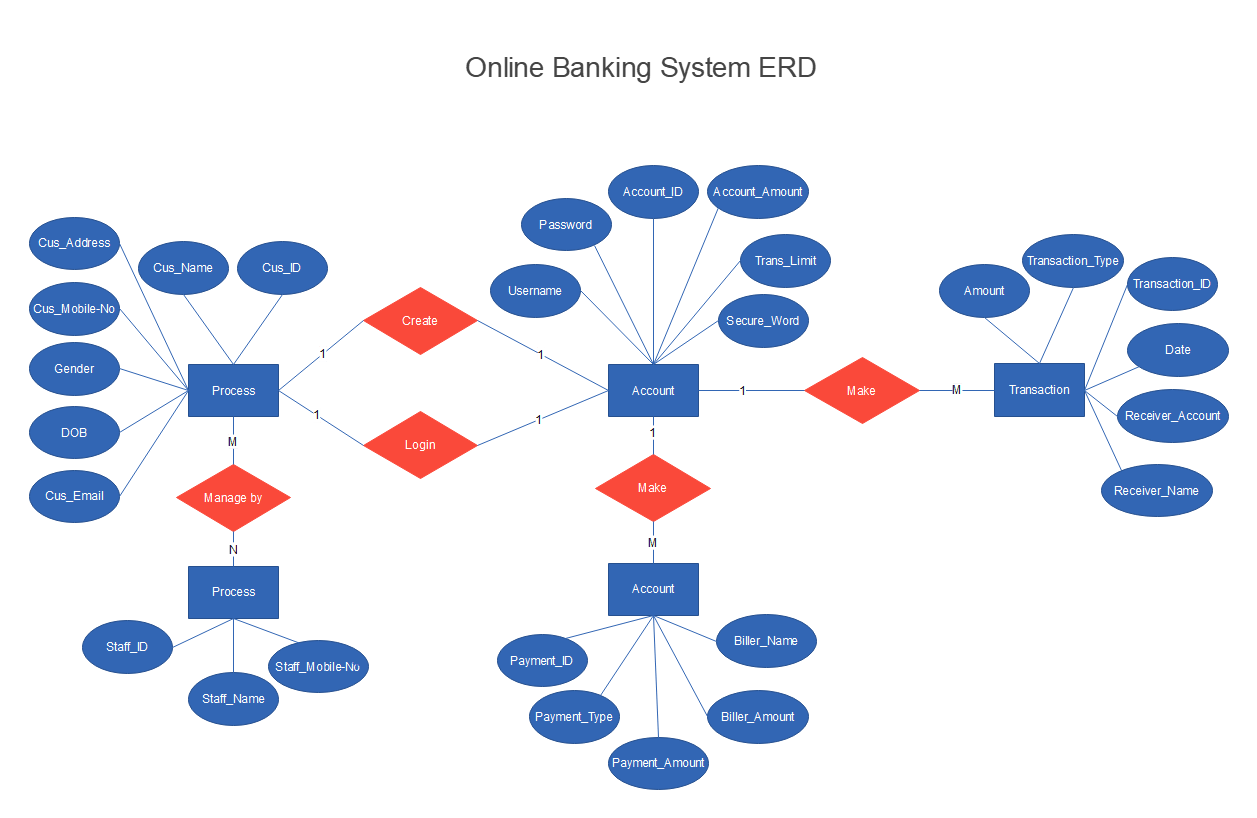 Online Banking System ERD
Cus_Address
Cus_Name
Cus_ID
Cus_Mobile-No
Gender
DOB
Cus_Email
Process
M
Manage by
N
Process
Staff_ID
Staff_Name
Staff_Mobile-No
1
Create
1
1
Login
1
Username
Password
Account_ID
Account_Amount
Trans_Limit
Secure_Word
Account
1
Make
M
Account
Payment_ID
Payment_Type
Payment_Amount
Biller_Amount
Biller_Name
1
Make
M
Transaction
Amount
Transaction_Type
Transaction_ID
Date
Receiver_Account
Receiver_Name